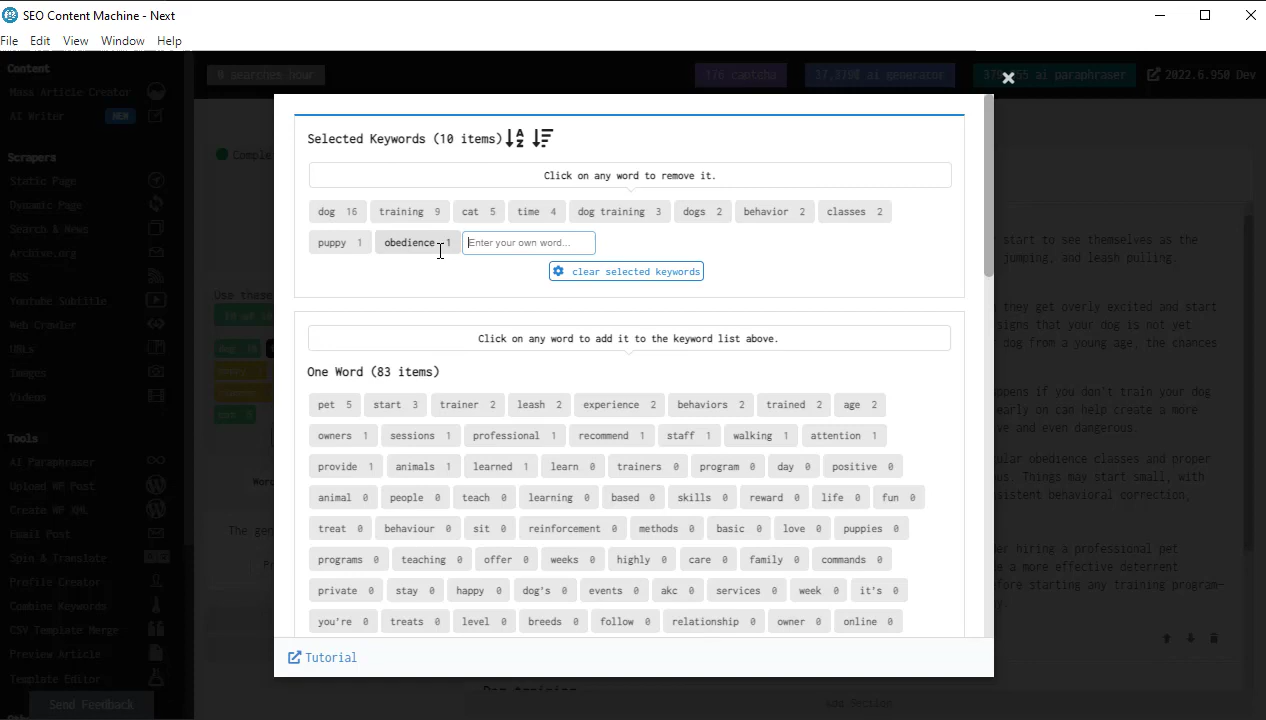 SEO Content Machine - Next
File Edit View Window Help
Content
0 searches hour
176 captcha
ai generator
ai paraphraser
2022.6.950 Dev
Mass Article Creator
AI Writer NEW
Scrapers
Static Page
Dynamic Page
Search & News
Archive.org
RSS
Youtube Subtitle
Web Crawler
URLs
Images
Videos
Tools
AI Paraphraser
Upload WP Post
Create WP XML
Email Post
Spin & Translate
Profile Creator
Combine Keywords
CSV Template Merge
Preview Article
Template Editor
Send Feedback
Use these
Selected Keywords (10 items)
Click on any word to remove it.
dog 16 training 9 cat 5 time 4 dog training 3 dogs 2 behavior 2 classes 2
puppy 1 obedience 1 Enter your own word...
clear selected keywords
Click on any word to add it to the keyword list above.
One Word (83 items)
pet 5 start 3 trainer 2 leash 2 experience 2 behaviors 2 trained 2 age 2
owners 1 sessions 1 professional 1 recommend 1 staff 1 walking 1 attention 1
provide 1 animals 1 learned 1 learn 0 trainers 0 program 0 day 0 positive 0
animal 0 people 0 teach 0 learning 0 based 0 skills 0 reward 0 life 0 fun 0
treat 0 behaviour 0 sit 0 reinforcement 0 methods 0 basic 0 love 0 puppies 0
programs 0 teaching 0 offer 0 weeks 0 highly 0 care 0 family 0 commands 0
private 0 stay 0 happy 0 dog's 0 events 0 akc 0 services 0 week 0 it's 0
you're 0 treats 0 level 0 breeds 0 follow 0 relationship 0 owner 0 online 0
Tutorial
start to see themselves as the
jumping, and leash pulling.
they get overly excited and start
signs that your dog is not yet
dog from a young age, the chances
if you don't train your dog
early on can help create a more
and even dangerous.
obedience classes and proper
Things may start small, with
behavioral correction,
hiring a professional pet
a more effective deterrent
before starting any training program-
Dog training
Add Section